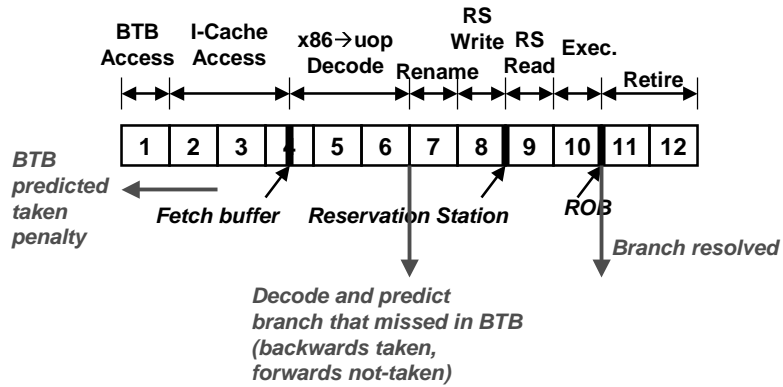 BTB
Access
I-Cache
Access
x86→uop
Decode
Rename
RS
Write
RS
Read
Exec.
Retire
1 2 3 4 5 6 7 8 9 10 11 12
BTB
predicted
taken
penalty
Fetch buffer
Reservation Station
ROB
Branch resolved
Decode and predict
branch that missed in BTB
(backwards taken,
forwards not-taken)